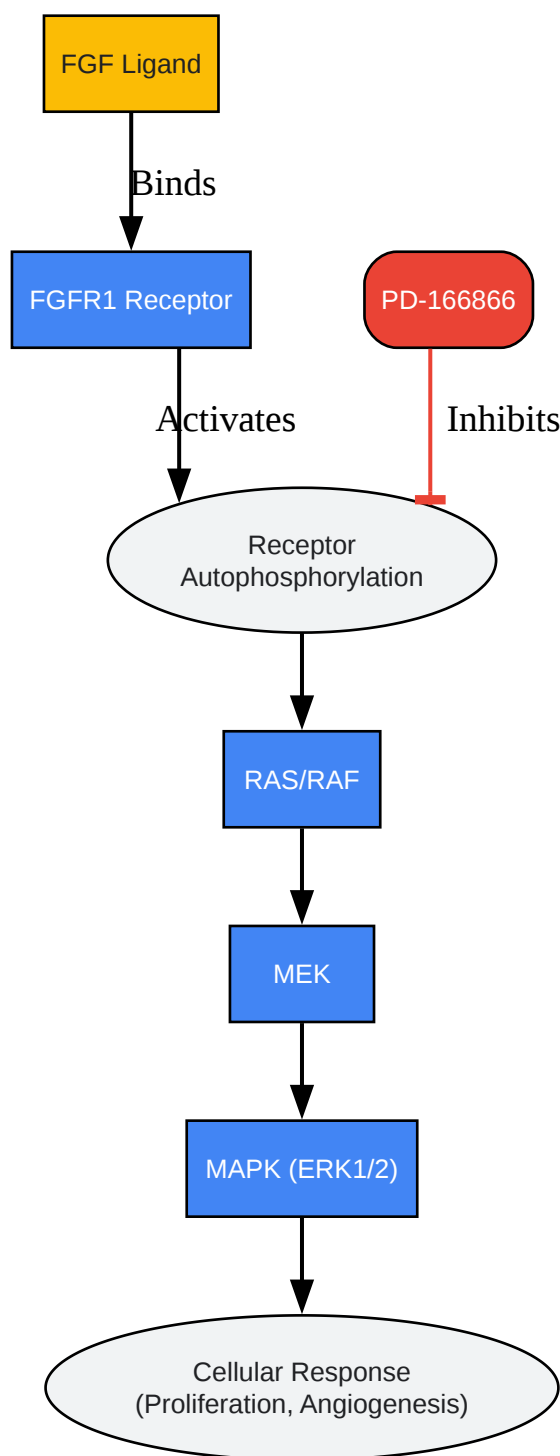 FGF Ligand
Binds
FGFR1 Receptor
PD-166866
Activates
Inhibits
Receptor
Autophosphorylation
RAS/RAF
MEK
MAPK (ERK1/2)
Cellular Response
(Proliferation, Angiogenesis)